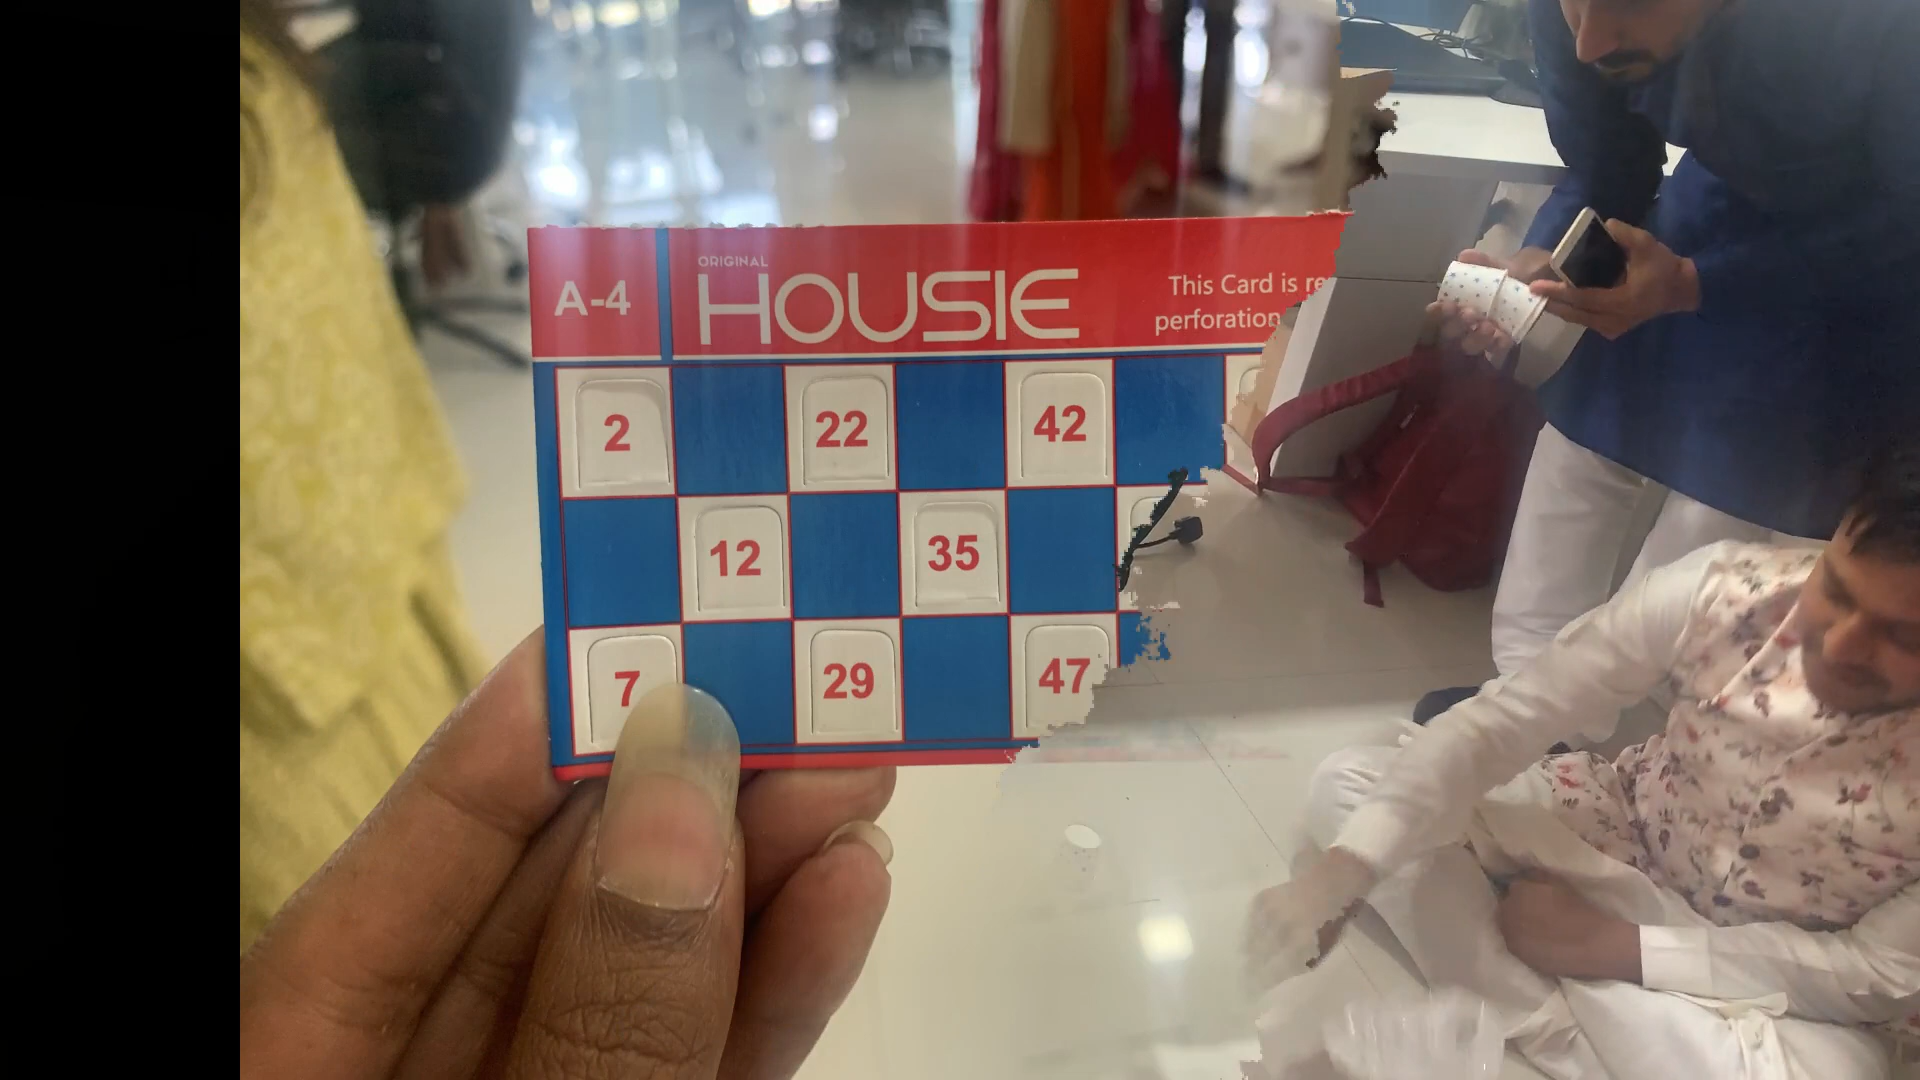 A-4
ORIGINAL
HOUSIE
This Card is
perforation
2 22 42
12 35
7 29 47